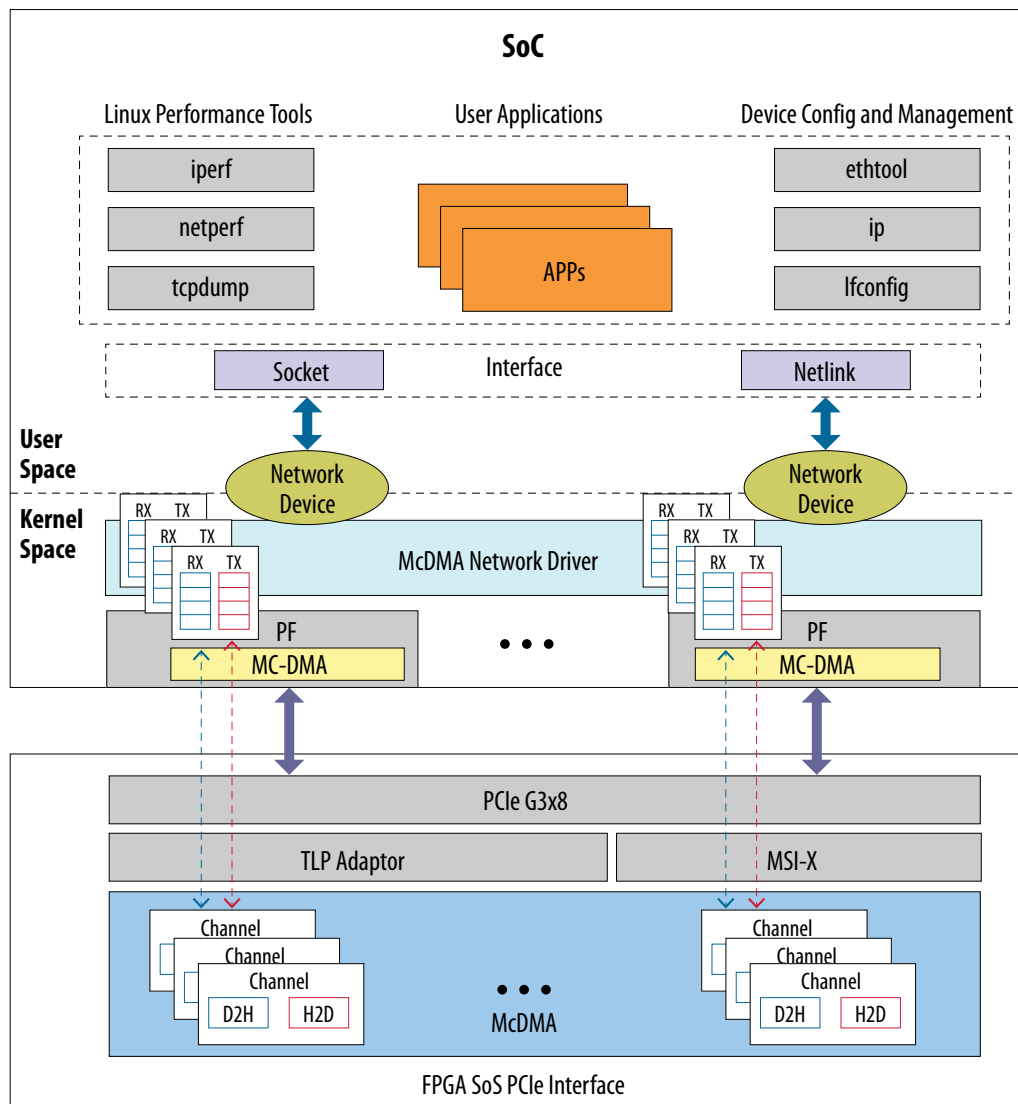 SoC
Linux Performance Tools
User Applications
Device Config and Management
iperf
netperf
tcpdump
APPs
ethtool
ip
lfconfig
Socket
Interface
Netlink
User
Space
Network
Device
Network
Device
Kernel
Space
RX TX
RX TX
RX TX
McDMA Network Driver
RX TX
RX TX
RX TX
PF
MC-DMA
PF
MC-DMA
PCIe G3x8
TLP Adaptor
MSI-X
Channel
Channel
Channel
D2H
H2D
McDMA
Channel
Channel
Channel
D2H
H2D
FPGA SoS PCIe Interface